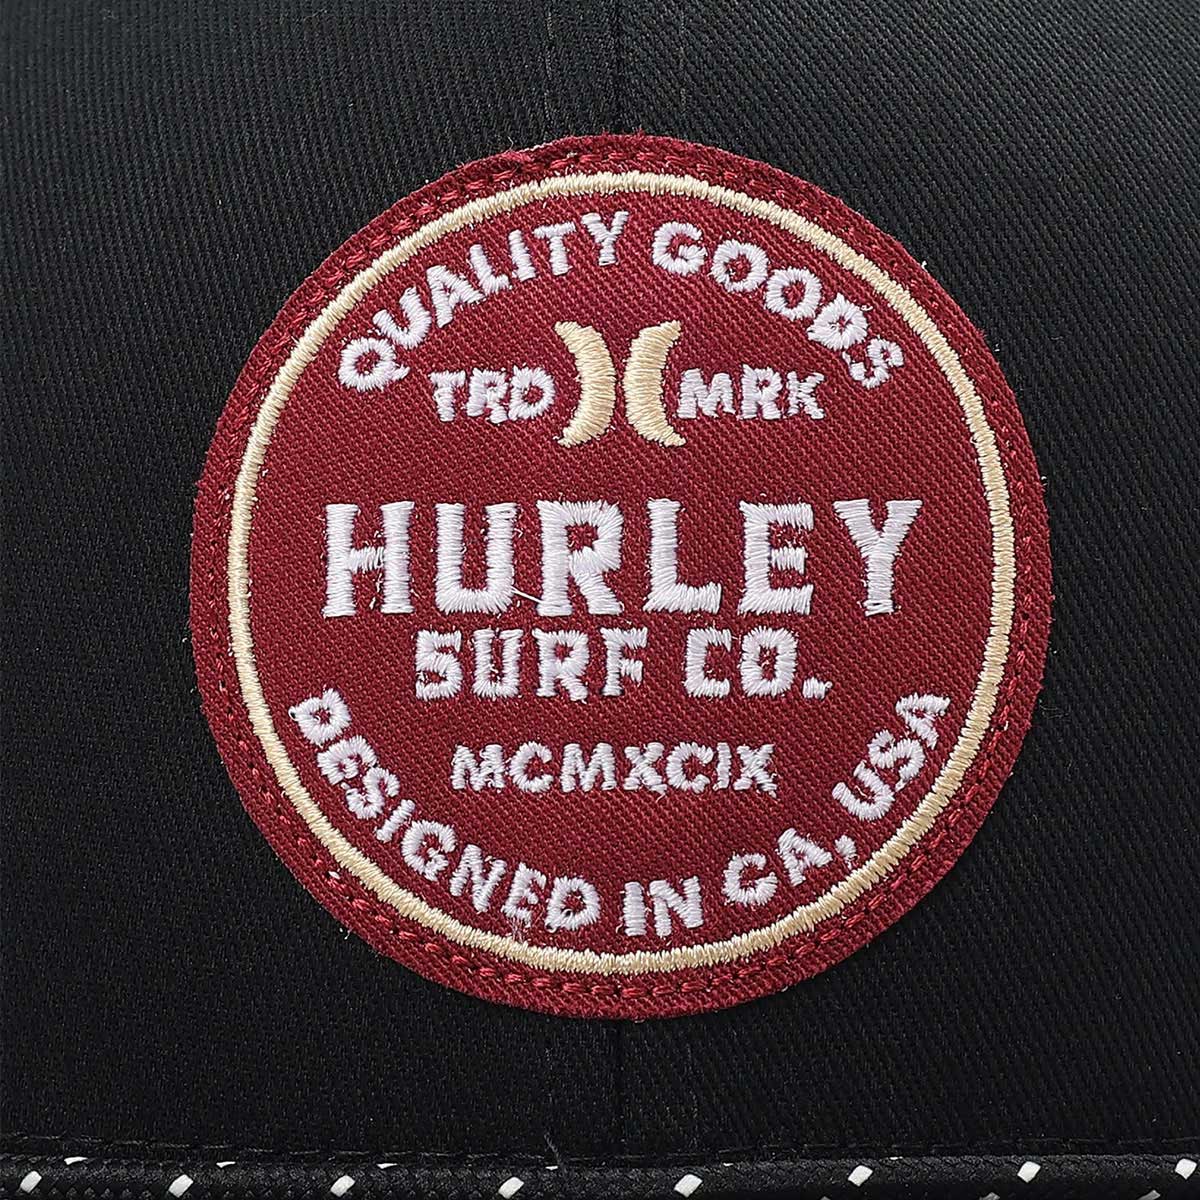 QUALITY GOODS
TRD MRK
HURLEY
SURF CO.
MCMXCIX
DESIGNED IN CA, USA